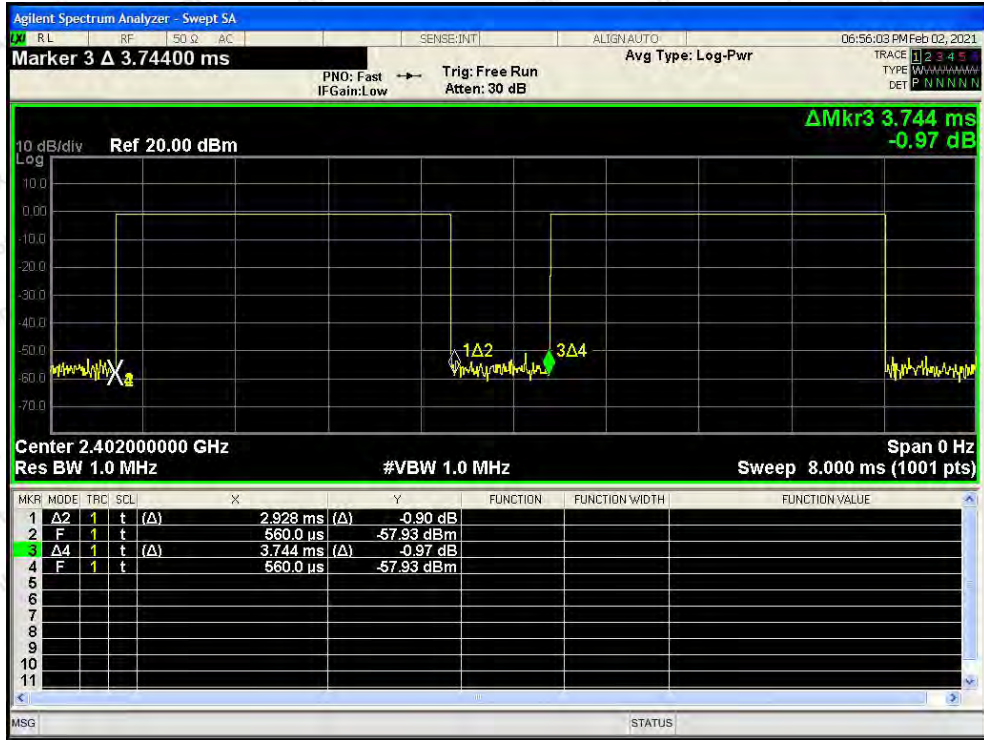 Agilent Spectrum Analyzer - Swept SA
LXI RL RF 50 Ω AC SENSE:INT ALIGN AUTO 06:56:03 PM Feb 02, 2021
Marker 3 Δ 3.74400 ms
PNO: Fast Trig: Free Run Avg Type: Log-Pwr TRACE 1 2 3 4 5 6
IFGain:Low Atten: 30 dB TYPE
DET P N N N N N
ΔMkr3 3.744 ms
-0.97 dB
10 dB/div Ref 20.00 dBm
Log
10.0
0.00
-10.0
-20.0
-30.0
-40.0
-50.0
1Δ2 3Δ4
-60.0
-70.0
Center 2.402000000 GHz Span 0 Hz
Res BW 1.0 MHz #VBW 1.0 MHz Sweep 8.000 ms (1001 pts)
MKR MODE TRC SCL X Y FUNCTION FUNCTION WIDTH FUNCTION VALUE
1 Δ2 1 t (Δ) 2.928 ms (Δ) -0.90 dB
2 F 1 t 560.0 µs -57.93 dBm
3 Δ4 1 t (Δ) 3.744 ms (Δ) -0.97 dB
4 F 1 t 560.0 µs -57.93 dBm
5
6
7
8
9
10
11
MSG STATUS